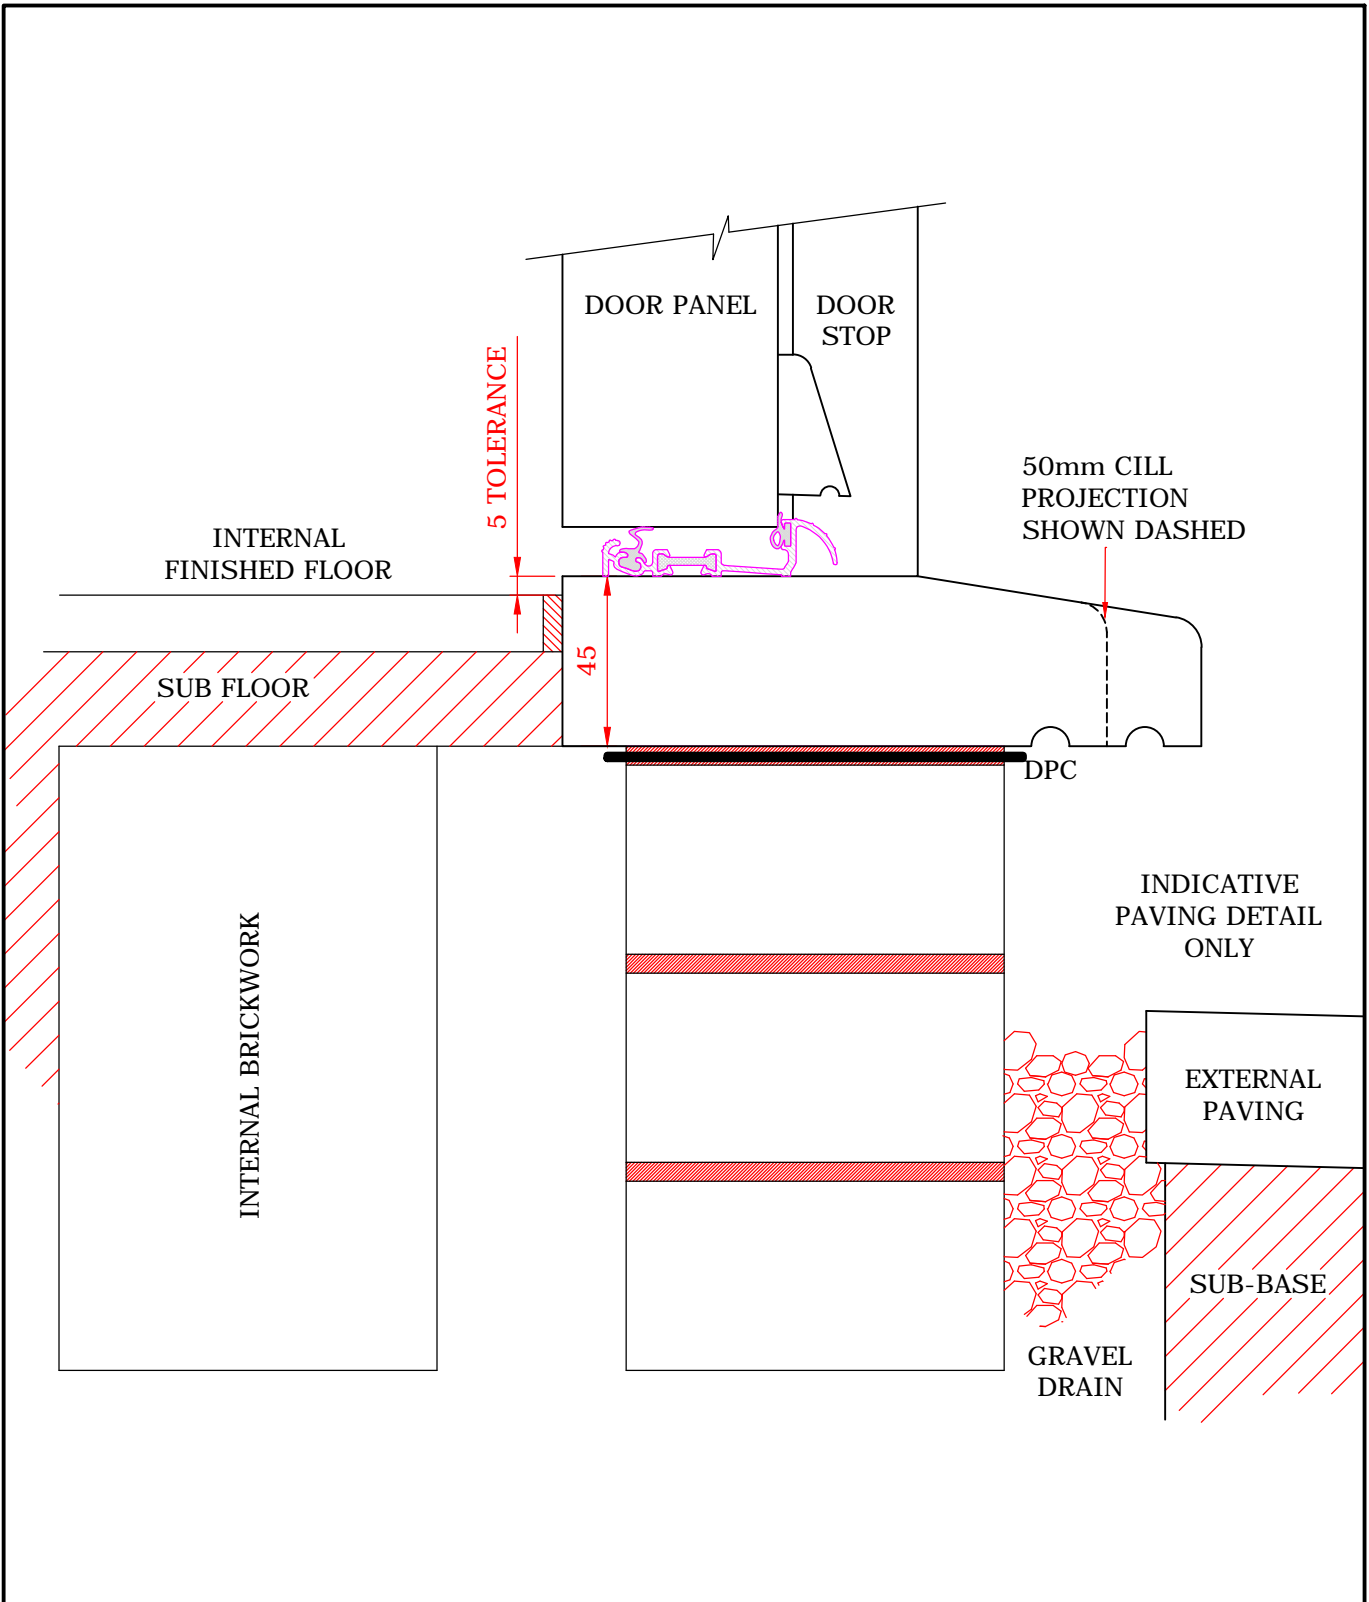 DOOR PANEL
DOOR
STOP
5 TOLERANCE
50mm CILL
PROJECTION
SHOWN DASHED
INTERNAL
FINISHED FLOOR
45
SUB FLOOR
DPC
INDICATIVE
PAVING DETAIL
ONLY
INTERNAL BRICKWORK
EXTERNAL
PAVING
SUB-BASE
GRAVEL
DRAIN